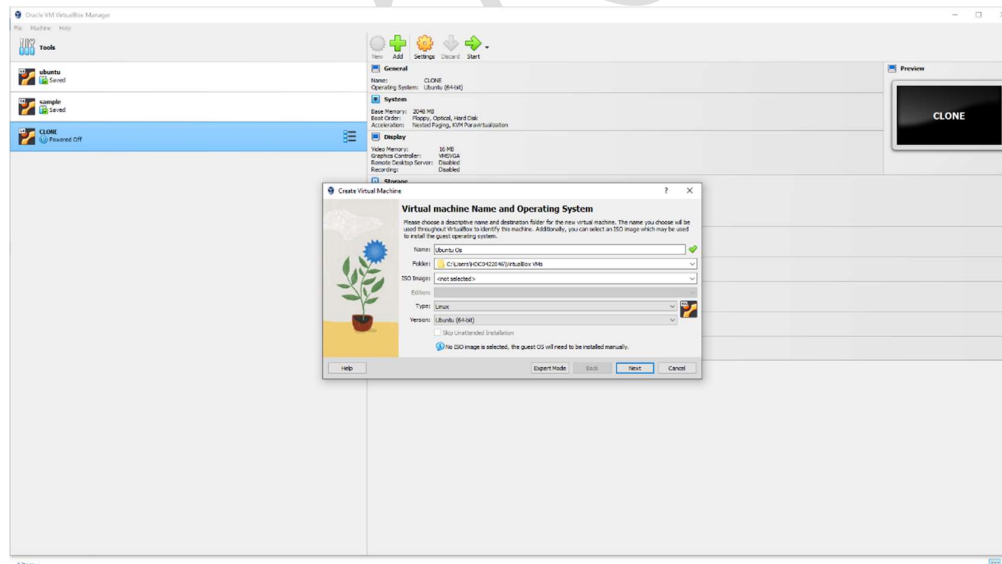 Oracle VM VirtualBox Manager
File Machine Help
Tools
New Add Settings Discard Start
ubuntu
Saved
sample
Saved
CLONE
Powered Off
General
Name: CLONE
Operating System: Ubuntu (64-bit)
System
Base Memory: 2048 MB
Boot Order: Floppy, Optical, Hard Disk
Acceleration: Nested Paging, KVM Paravirtualization
Display
Video Memory: 16 MB
Graphics Controller: VMSVGA
Remote Desktop Server: Disabled
Recording: Disabled
Storage
Preview
CLONE
Create Virtual Machine
? X
Virtual machine Name and Operating System
Please choose a descriptive name and destination folder for the new virtual machine. The name you choose will be
used throughout VirtualBox to identify this machine. Additionally, you can select an ISO image which may be used
to install the guest operating system.
Name: Ubuntu Os
Folder: C:\Users\HDC0422046\VirtualBox VMs
ISO Image: <not selected>
Edition:
Type: Linux
Version: Ubuntu (64-bit)
Skip Unattended Installation
No ISO image is selected, the guest OS will need to be installed manually.
Help Expert Mode Back Next Cancel